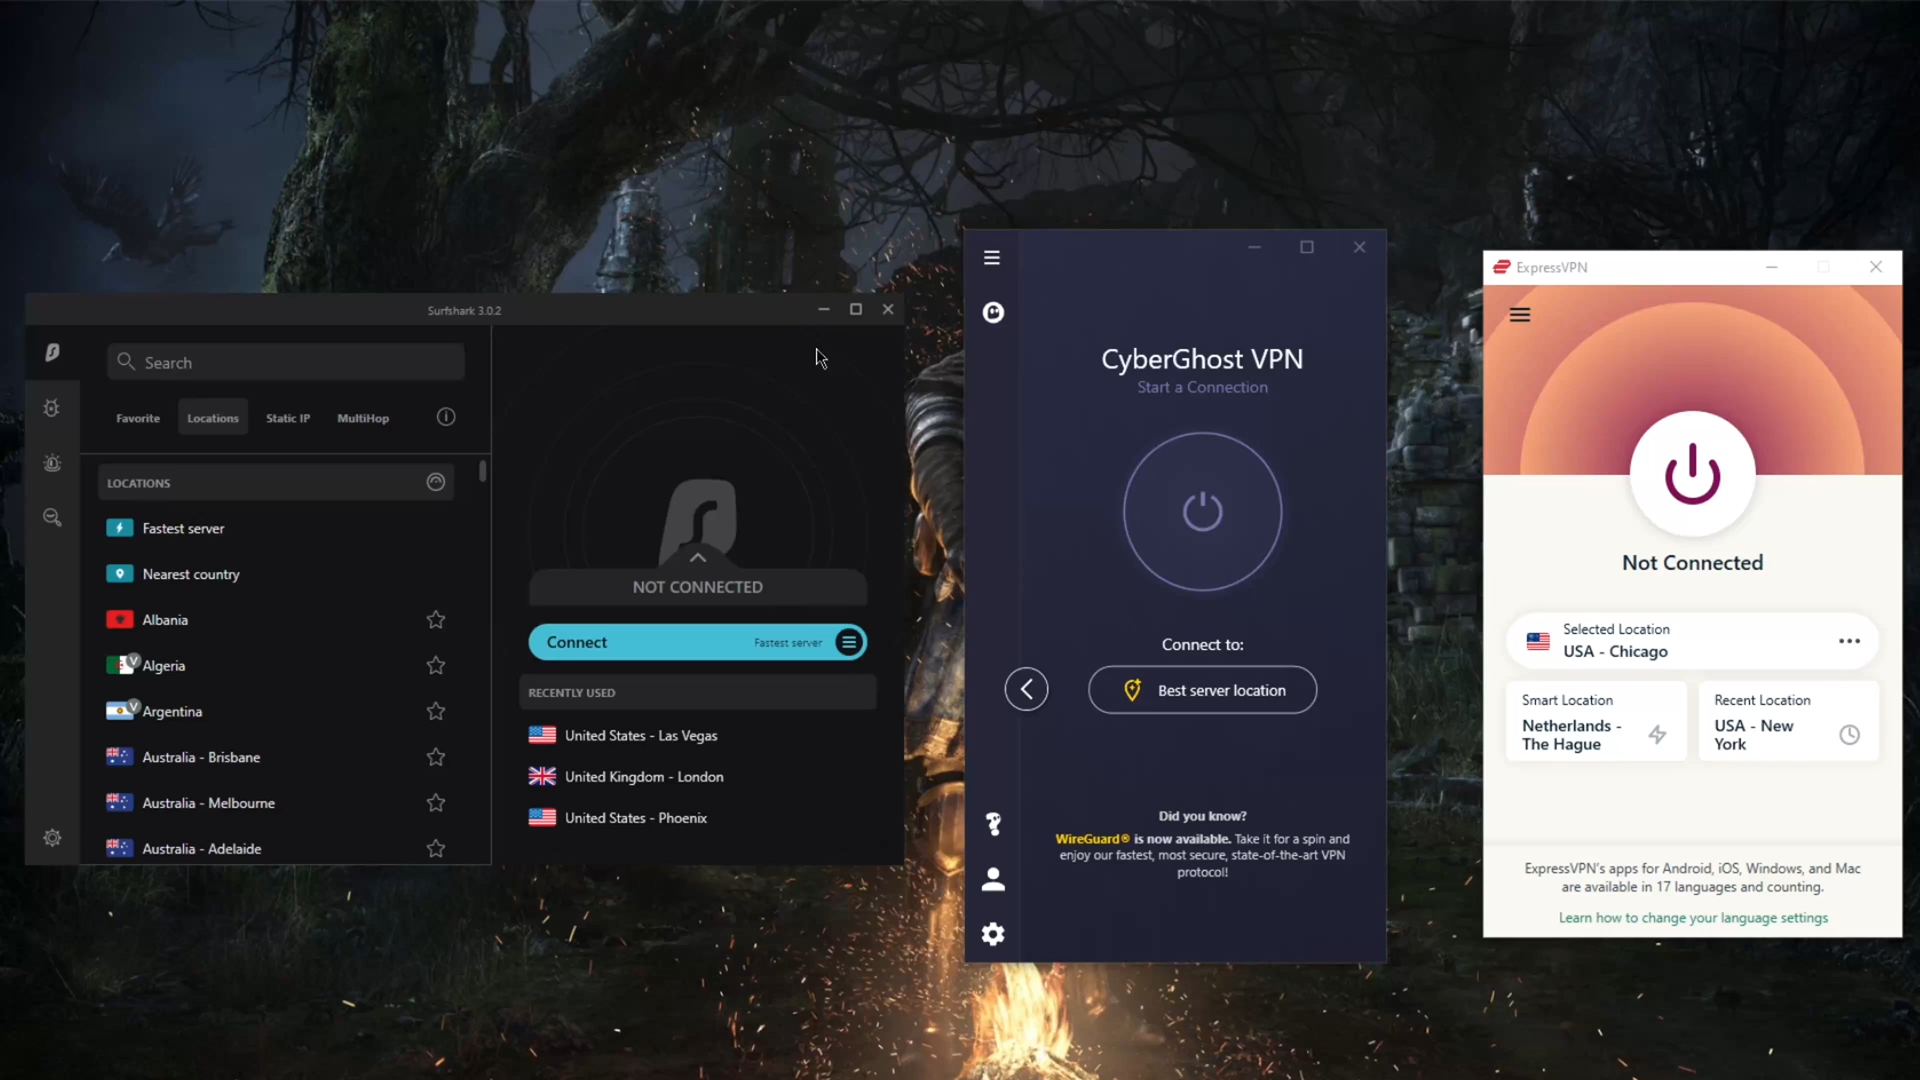 Surfshark 3.0.2
Search
Favorite
Locations
Static IP
MultiHop
LOCATIONS
Fastest server
Nearest country
Albania
V
Algeria
V
Argentina
Australia - Brisbane
Australia - Melbourne
Australia - Adelaide
NOT CONNECTED
Connect
Fastest server
RECENTLY USED
United States - Las Vegas
United Kingdom - London
United States - Phoenix
CyberGhost VPN
Start a Connection
Connect to:
Best server location
Did you know?
WireGuard® is now available. Take it for a spin and
enjoy our fastest, most secure, state-of-the-art VPN
protocol!
ExpressVPN
Not Connected
Selected Location
USA - Chicago
Smart Location
Netherlands -
The Hague
Recent Location
USA - New
York
ExpressVPN's apps for Android, iOS, Windows, and Mac
are available in 17 languages and counting.
Learn how to change your language settings